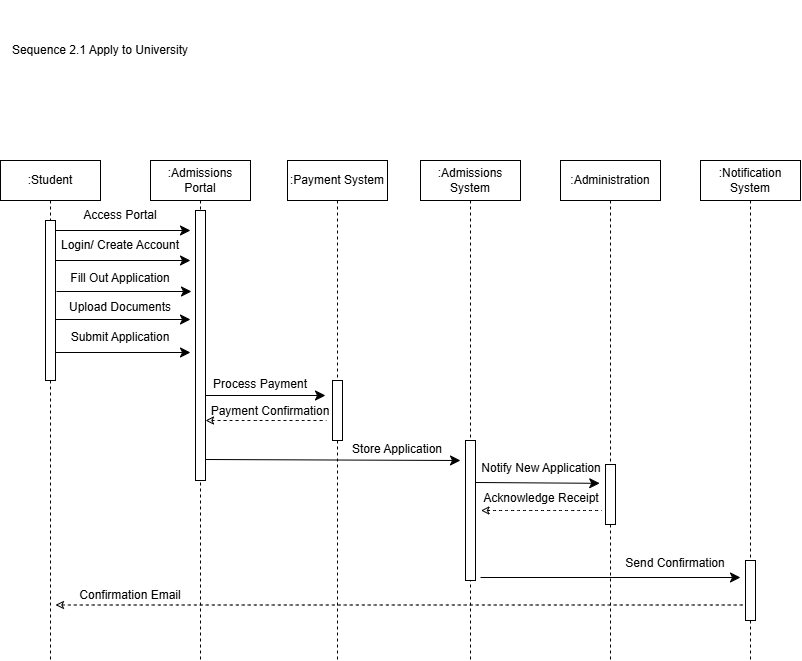 Sequence 2.1 Apply to University
:Student
:Admissions
Portal
:Payment System
:Admissions
System
:Administration
:Notification
System
Access Portal
Login/ Create Account
Fill Out Application
Upload Documents
Submit Application
Process Payment
Payment Confirmation
Store Application
Notify New Application
Acknowledge Receipt
Send Confirmation
Confirmation Email